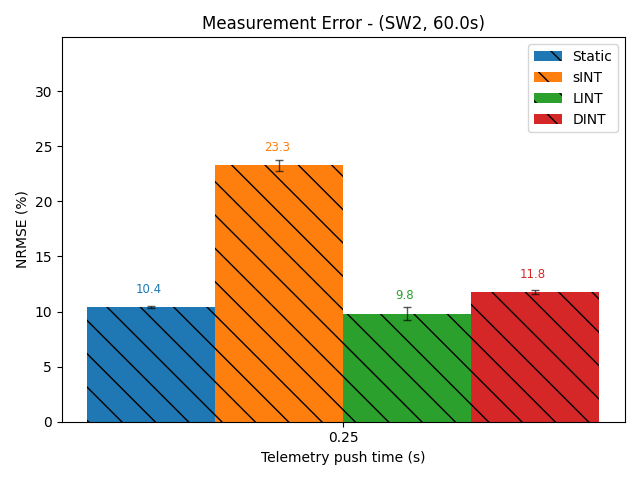 Measurement Error - (SW2, 60.0s)
Static
sINT
LINT
DINT
NRMSE (%)
30
25
20
15
10
5
0
10.4
23.3
9.8
11.8
0.25
Telemetry push time (s)